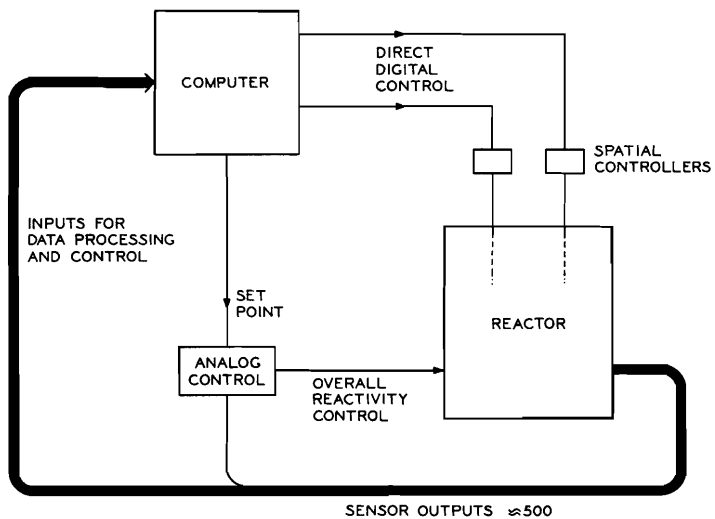 COMPUTER
DIRECT
DIGITAL
CONTROL
SPATIAL
CONTROLLERS
INPUTS FOR
DATA PROCESSING
AND CONTROL
SET
POINT
REACTOR
ANALOG
CONTROL
OVERALL
REACTIVITY
CONTROL
SENSOR OUTPUTS ≈500